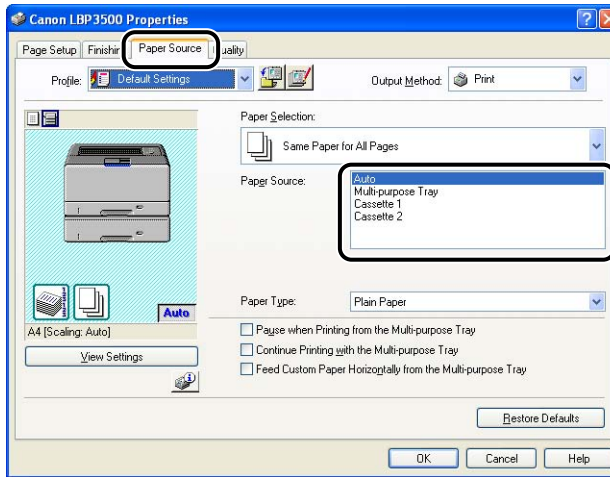 Canon LBP3500 Properties
Page Setup Finishin Paper Source uality
Profile: Default Settings Output Method: Print
Paper Selection:
Same Paper for All Pages
Paper Source: Auto
Multi-purpose Tray
Cassette 1
Cassette 2
Auto
A4 [Scaling: Auto]
Paper Type: Plain Paper
View Settings
Pause when Printing from the Multi-purpose Tray
Continue Printing with the Multi-purpose Tray
Feed Custom Paper Horizontally from the Multi-purpose Tray
Restore Defaults
OK Cancel Help